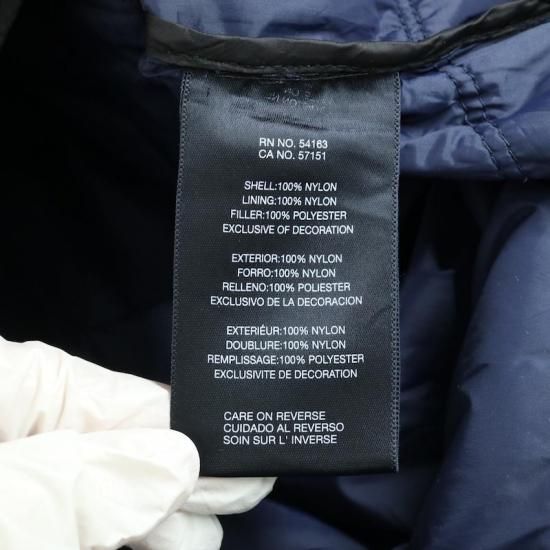 RN NO. 54163
CA NO. 57151
SHELL:100% NYLON
LINING:100% NYLON
FILLER:100% POLYESTER
EXCLUSIVE OF DECORATION
EXTERIOR:100% NYLON
FORRO:100% NYLON
RELLENO:100% POLIESTER
EXCLUSIVO DE LA DECORACION
EXTERIÉUR:100% NYLON
DOUBLURE:100% NYLON
REMPLISSAGE:100% POLYESTER
EXCLUSIVITE DE DECORATION
CARE ON REVERSE
CUIDADO AL REVERSO
SOIN SUR L' INVERSE